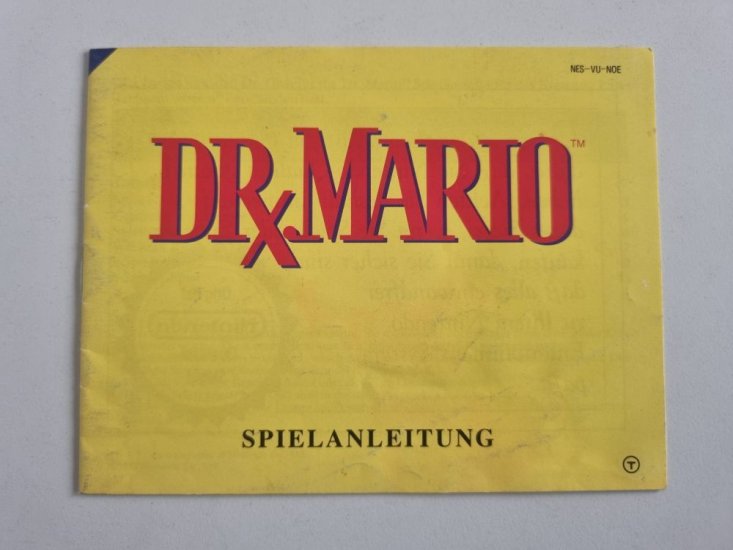 NES-VU-NOE
DR. MARIO™
SPIELANLEITUNG
T